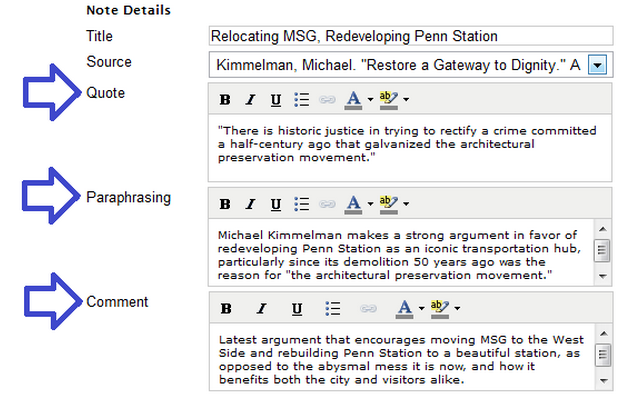 Note Details
Title Relocating MSG, Redeveloping Penn Station
Source Kimmelman, Michael. "Restore a Gateway to Dignity." A
Quote
B I U A ab
"There is historic justice in trying to rectify a crime committed
a half-century ago that galvanized the architectural
preservation movement."
Paraphrasing
B I U A ab
Michael Kimmelman makes a strong argument in favor of
redeveloping Penn Station as an iconic transportation hub,
particularly since its demolition 50 years ago was the
reason for "the architectural preservation movement."
Comment
B I U A ab
Latest argument that encourages moving MSG to the West
Side and rebuilding Penn Station to a beautiful station, as
opposed to the abysmal mess it is now, and how it
benefits both the city and visitors alike.